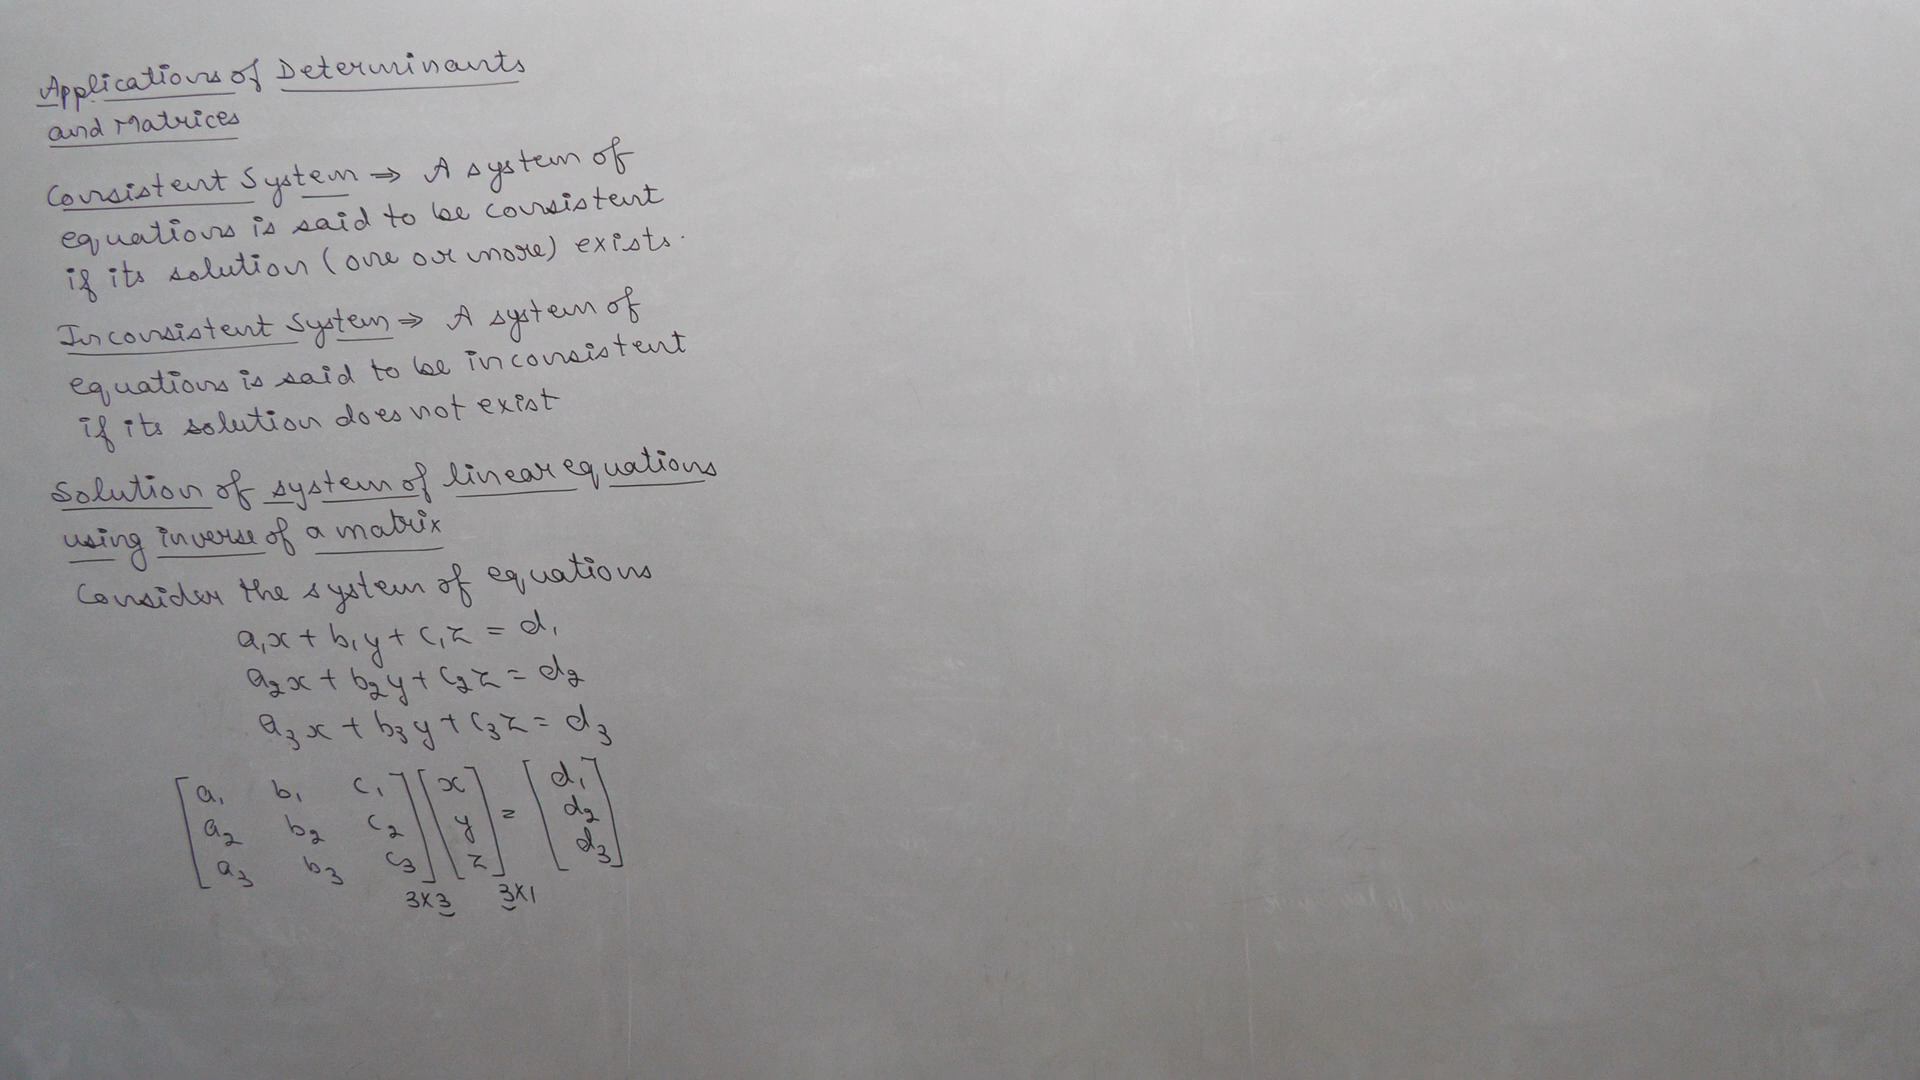 Applications of Determinants
and Matrices
Consistent System ⇒ A system of
equations is said to be consistent
if its solution (one or more) exists.
Inconsistent System ⇒ A system of
equations is said to be inconsistent
if its solution does not exist
Solution of system of linear equations
using inverse of a matrix
Consider the system of equations
a₁x + b₁y + c₁z = d₁
a₂x + b₂y + c₂z = d₂
a₃x + b₃y + c₃z = d₃
[a₁ b₁ c₁] [x] = [d₁]
[a₂ b₂ c₂] [y] [d₂]
[a₃ b₃ c₃] [z] [d₃]
3×3 3×1